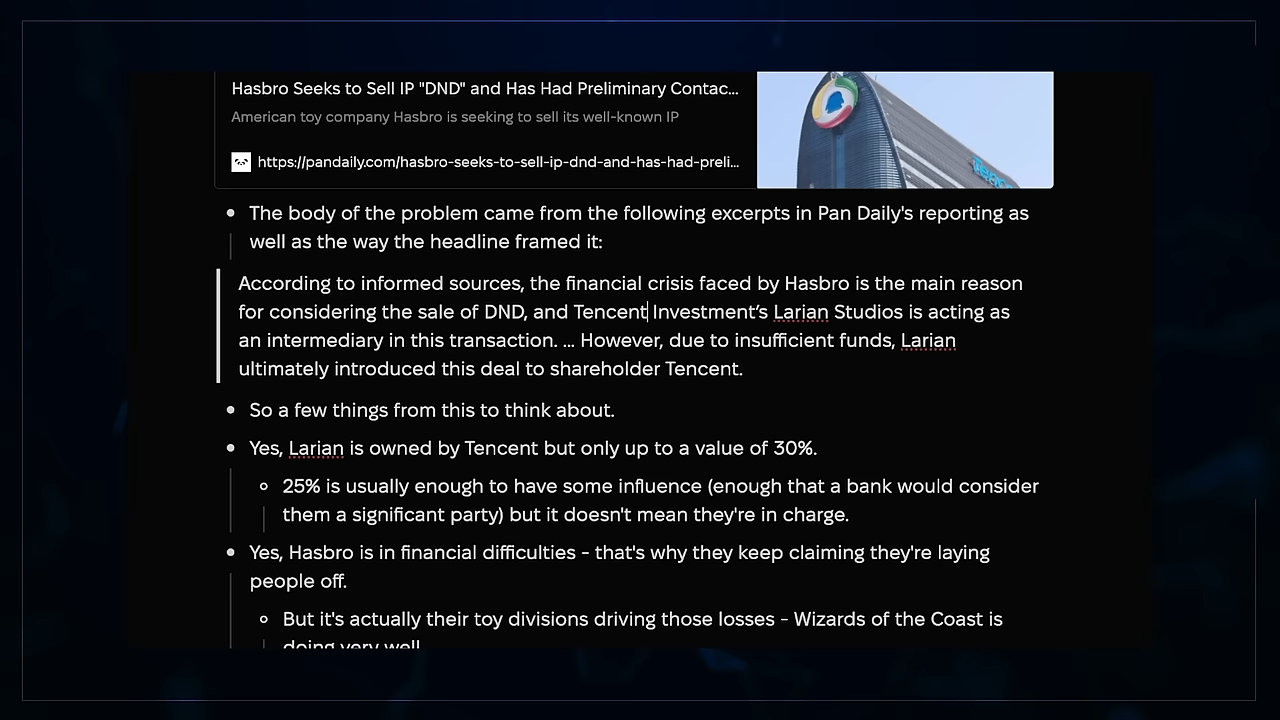 Hasbro Seeks to Sell IP "DND" and Has Had Preliminary Contac...
American toy company Hasbro is seeking to sell its well-known IP
https://pandaily.com/hasbro-seeks-to-sell-ip-dnd-and-has-had-preli...
• The body of the problem came from the following excerpts in Pan Daily's reporting as
well as the way the headline framed it:
According to informed sources, the financial crisis faced by Hasbro is the main reason
for considering the sale of DND, and Tencent Investment’s Larian Studios is acting as
an intermediary in this transaction. ... However, due to insufficient funds, Larian
ultimately introduced this deal to shareholder Tencent.
• So a few things from this to think about.
• Yes, Larian is owned by Tencent but only up to a value of 30%.
◦ 25% is usually enough to have some influence (enough that a bank would consider
them a significant party) but it doesn't mean they're in charge.
• Yes, Hasbro is in financial difficulties - that's why they keep claiming they're laying
people off.
◦ But it's actually their toy divisions driving those losses - Wizards of the Coast is
doing very well